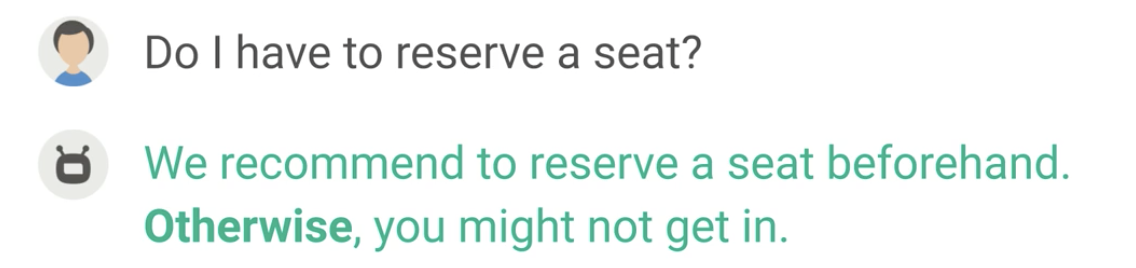 Do I have to reserve a seat?
We recommend to reserve a seat beforehand.
Otherwise, you might not get in.